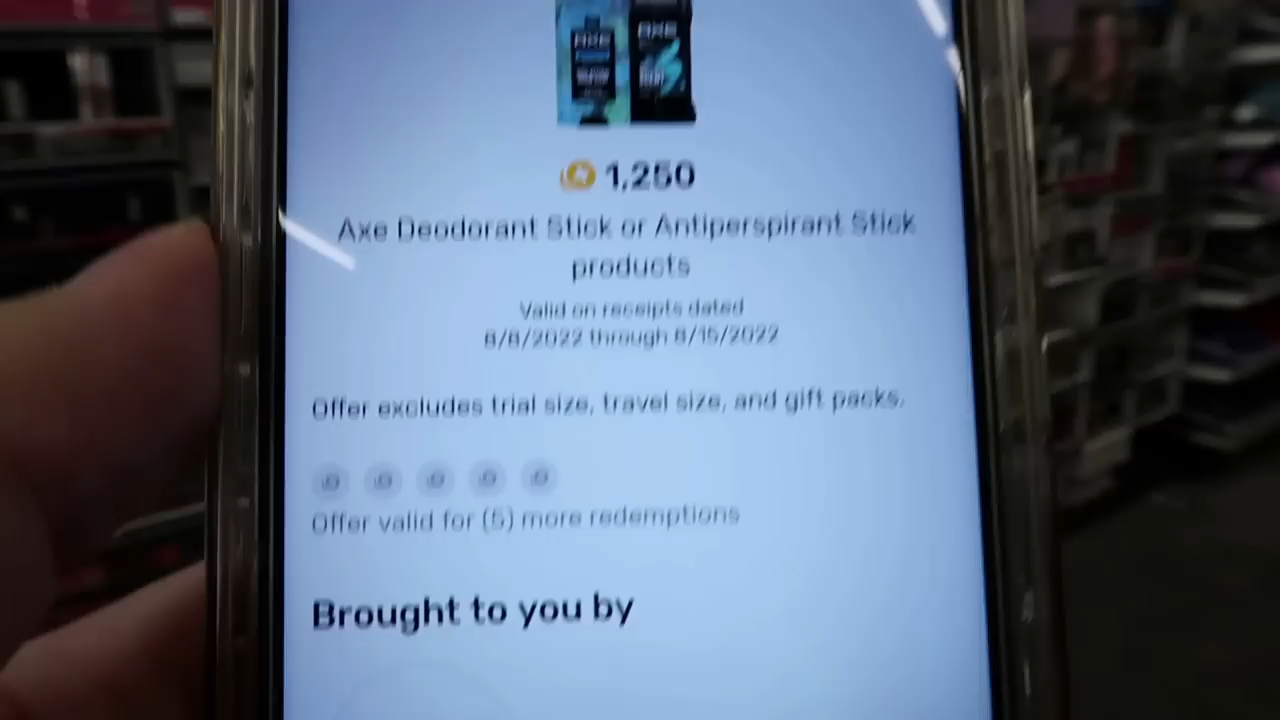 AXE
AXE
1,250
Axe Deodorant Stick or Antiperspirant Stick
products
Valid on receipts dated
8/8/2022 through 8/15/2022
Offer excludes trial size, travel size, and gift packs.
Offer valid for (5) more redemptions
Brought to you by